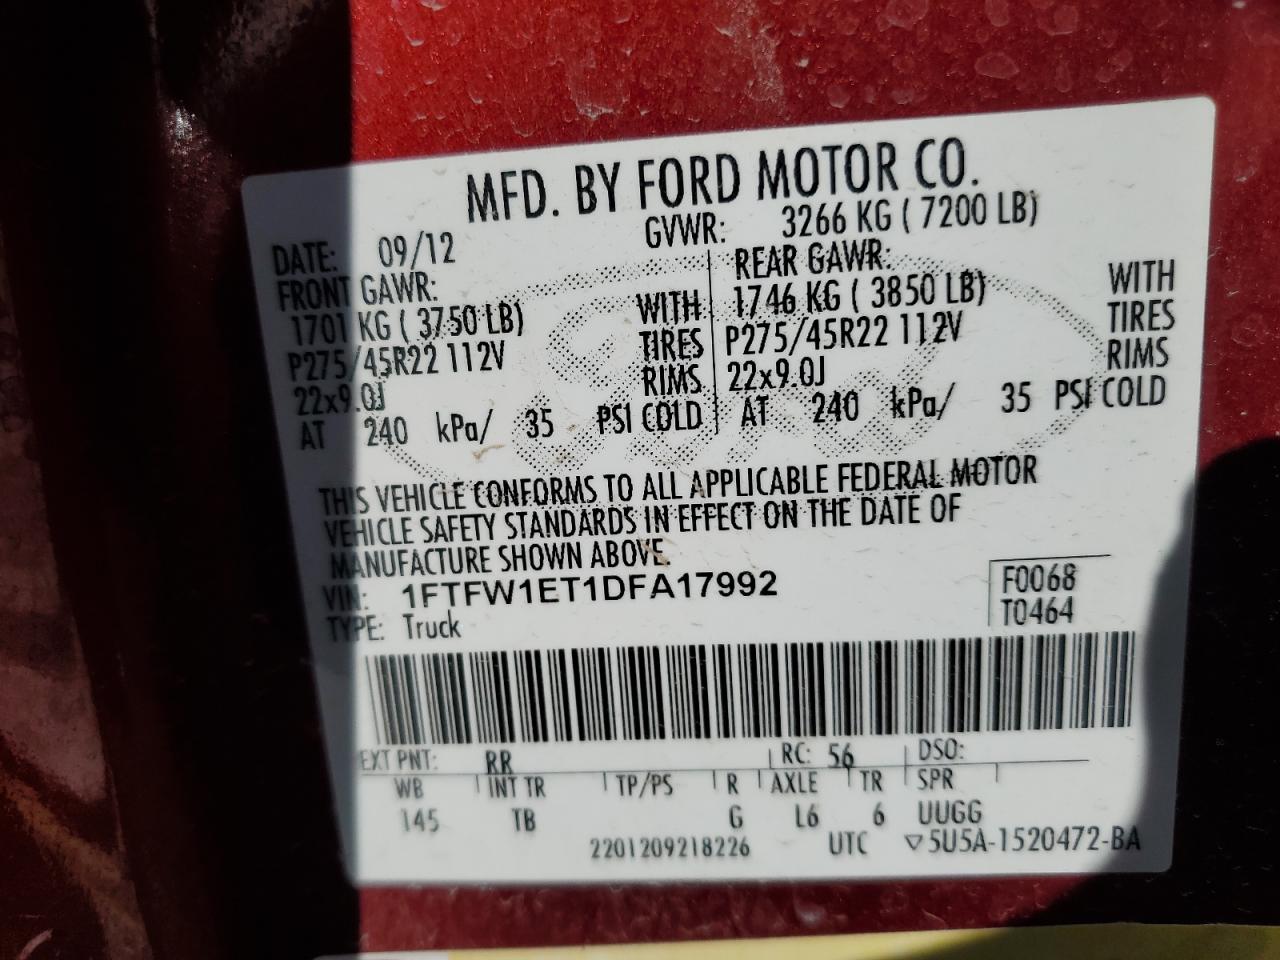 MFD. BY FORD MOTOR CO.
DATE: 09/12 GVWR: 3266 KG ( 7200 LB)
FRONT GAWR: REAR GAWR:
1701 KG ( 3750 LB) WITH 1746 KG ( 3850 LB) WITH
P275/45R22 112V TIRES P275/45R22 112V TIRES
22x9.0J RIMS 22x9.0J RIMS
AT 240 kPa/ 35 PSI COLD AT 240 kPa/ 35 PSI COLD
THIS VEHICLE CONFORMS TO ALL APPLICABLE FEDERAL MOTOR
VEHICLE SAFETY STANDARDS IN EFFECT ON THE DATE OF
MANUFACTURE SHOWN ABOVE.
VIN: 1FTFW1ET1DFA17992 F0068
TYPE: Truck T0464
EXT PNT: RR RC: 56 DSO:
WB INT TR TP/PS R AXLE TR SPR
145 TB G L6 6 UUGG
2201209218226 UTC ▽5U5A-1520472-BA